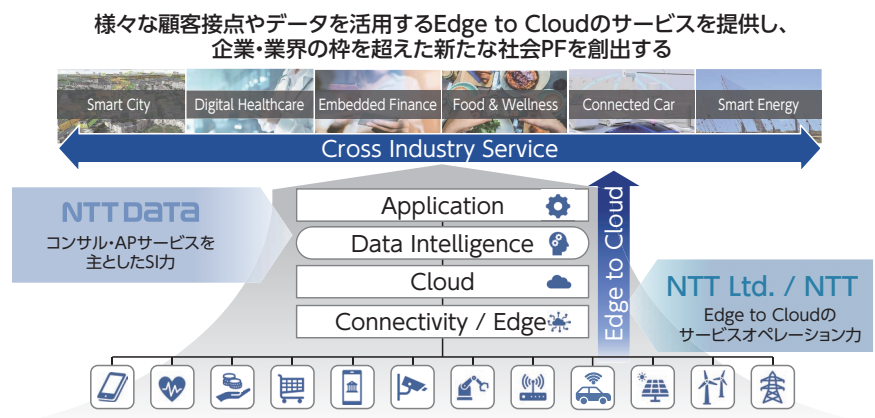 様々な顧客接点やデータを活用するEdge to Cloudのサービスを提供し、
企業・業界の枠を超えた新たな社会PFを創出する
Smart City
Digital Healthcare
Embedded Finance
Food & Wellness
Connected Car
Smart Energy
Cross Industry Service
NTT DATA
コンサル・APサービスを
主としたSI力
Application
Data Intelligence
Cloud
Connectivity / Edge
Edge to Cloud
NTT Ltd. / NTT
Edge to Cloudの
サービスオペレーション力